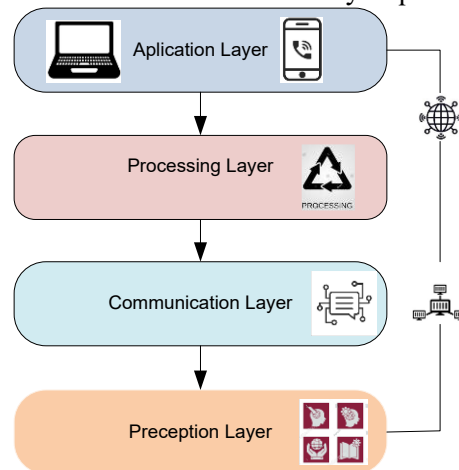 Aplication Layer
Processing Layer
PROCESSING
Communication Layer
Preception Layer